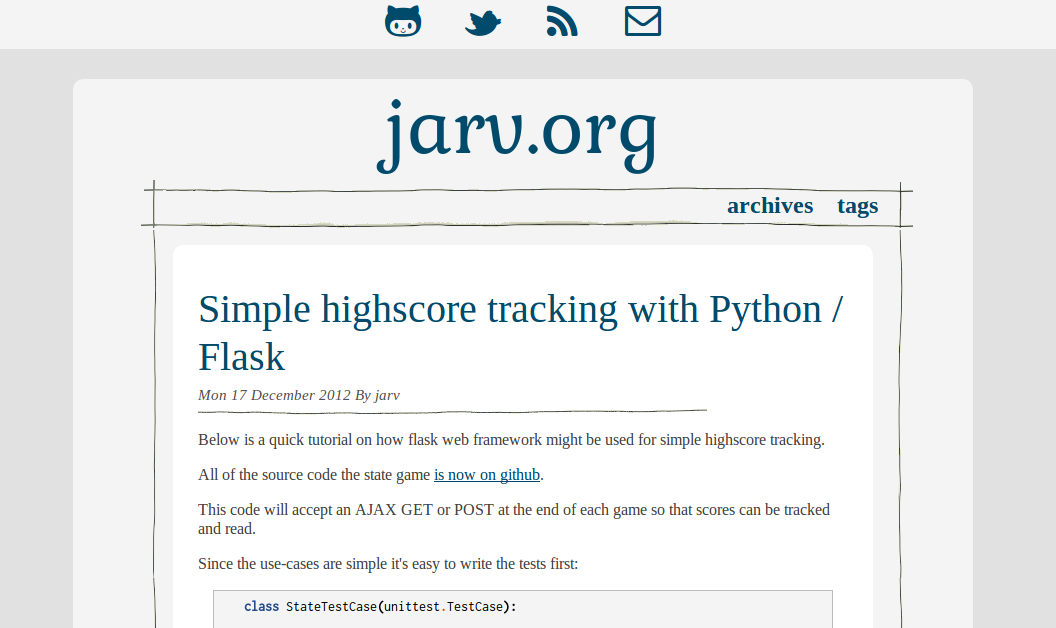 jarv.org
archives tags
Simple highscore tracking with Python /
Flask
Mon 17 December 2012 By jarv
Below is a quick tutorial on how flask web framework might be used for simple highscore tracking.
All of the source code the state game is now on github.
This code will accept an AJAX GET or POST at the end of each game so that scores can be tracked
and read.
Since the use-cases are simple it's easy to write the tests first:
class StateTestCase(unittest.TestCase):